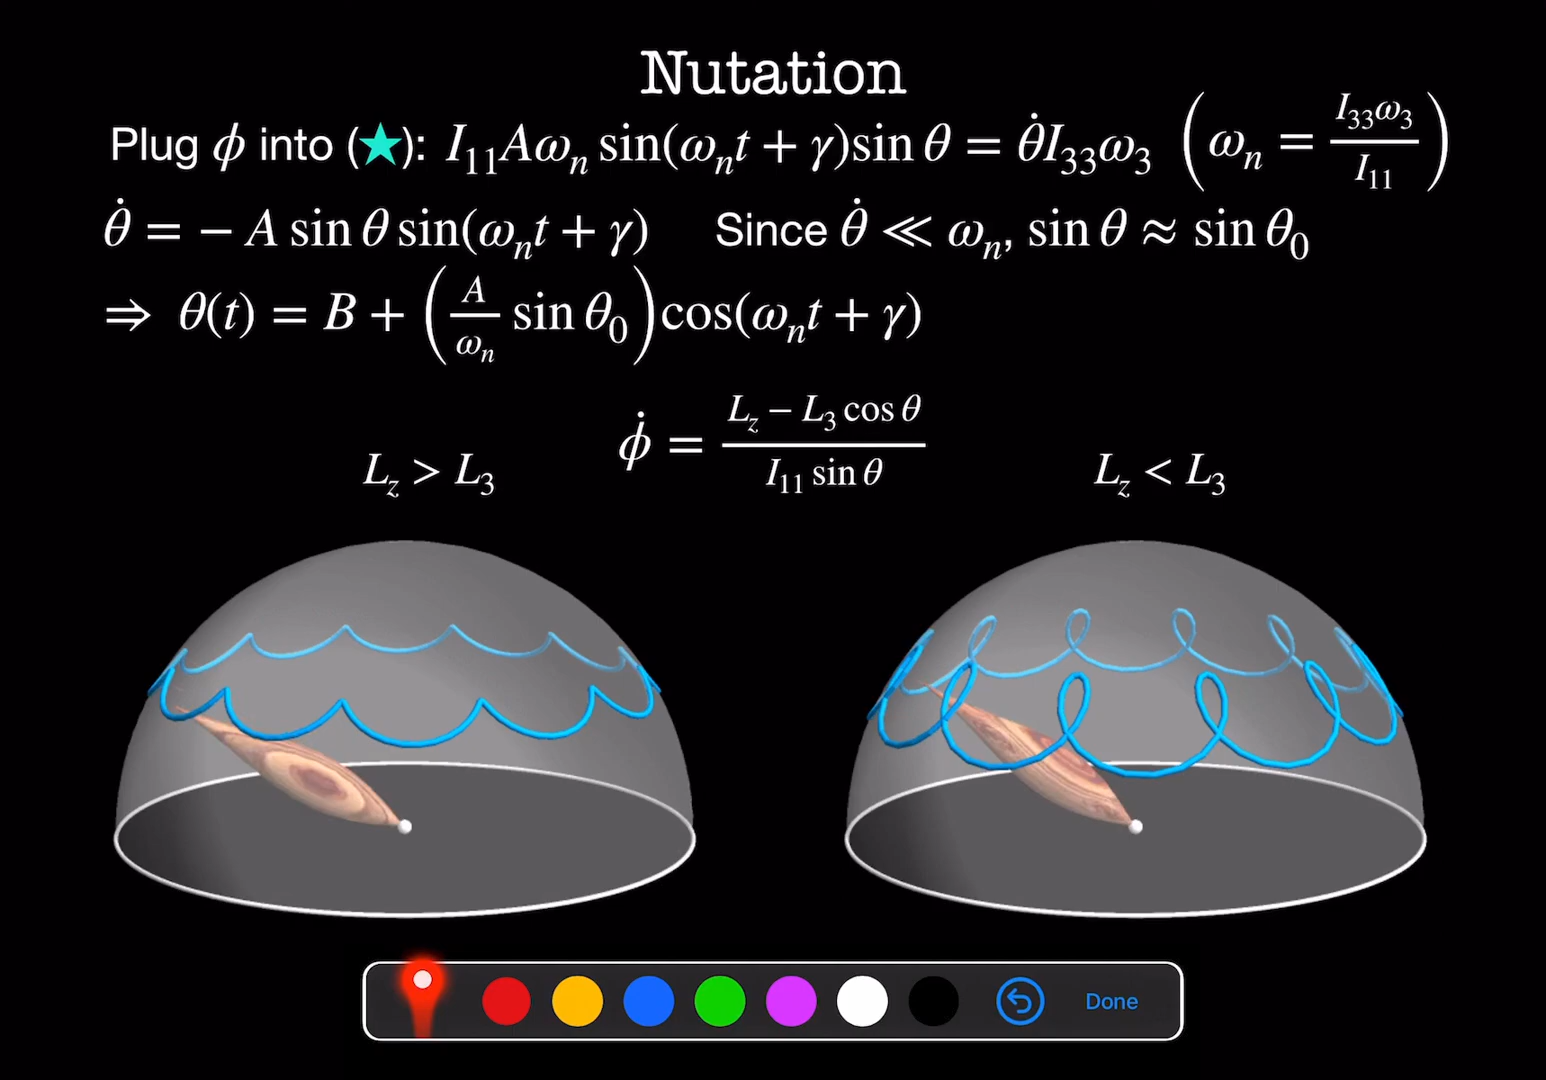 Nutation
Plug ϕ into (★): I₁₁Aωₙ sin(ωₙt + γ)sin θ = θ̇I₃₃ω₃ (ωₙ = I₃₃ω₃ / I₁₁)
θ̇ = − A sin θ sin(ωₙt + γ) Since θ̇ ≪ ωₙ, sin θ ≈ sin θ₀
⇒ θ(t) = B + (A / ωₙ sin θ₀)cos(ωₙt + γ)
ϕ̇ = (L_z − L₃ cos θ) / (I₁₁ sin θ)
L_z > L₃ L_z < L₃
Done